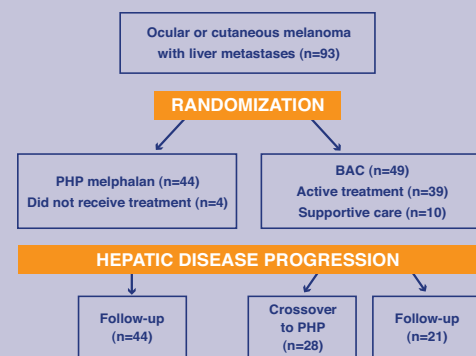 Ocular or cutaneous melanoma
with liver metastases (n=93)
RANDOMIZATION
PHP melphalan (n=44)
Did not receive treatment (n=4)
BAC (n=49)
Active treatment (n=39)
Supportive care (n=10)
HEPATIC DISEASE PROGRESSION
Follow-up
(n=44)
Crossover
to PHP
(n=28)
Follow-up
(n=21)